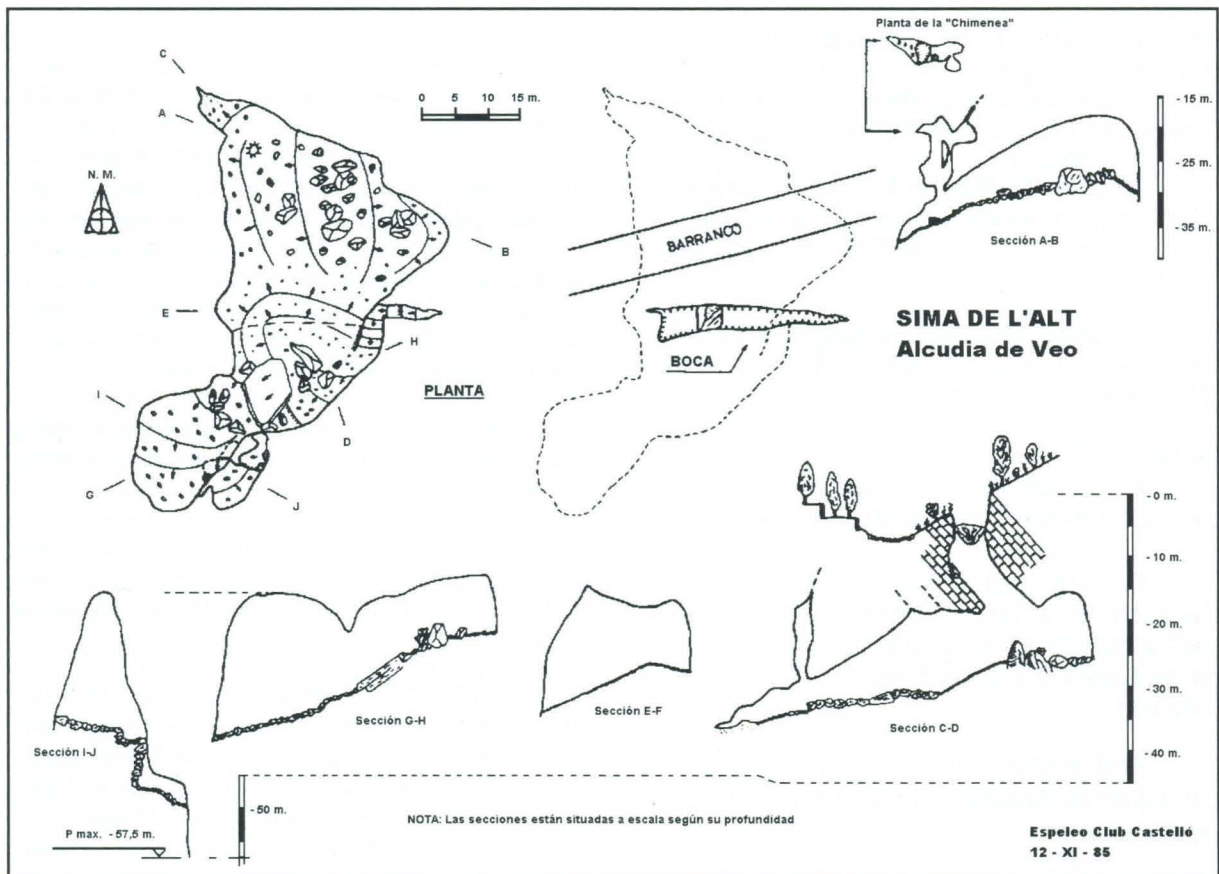 Planta de la "Chimenea"
C
A
0 5 10 15 m.
N. M.
B
E
H
PLANTA
I
D
G
J
BARRANCO
BOCA
- 15 m.
- 25 m.
- 35 m.
Sección A-B
SIMA DE L'ALT
Alcudia de Veo
- 0 m.
- 10 m.
- 20 m.
- 30 m.
- 40 m.
Sección I-J
Sección G-H
Sección E-F
Sección C-D
- 50 m.
P max. - 57,5 m.
NOTA: Las secciones están situadas a escala según su profundidad
Espeleo Club Castelló
12 - XI - 85